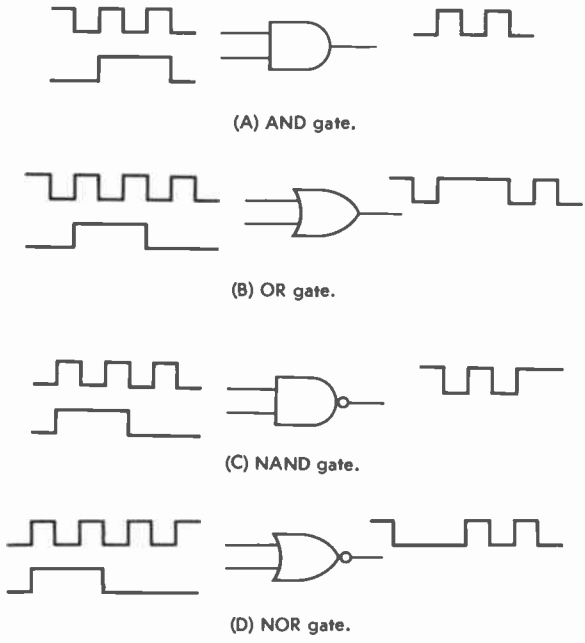 (A) AND gate.
(B) OR gate.
(C) NAND gate.
(D) NOR gate.